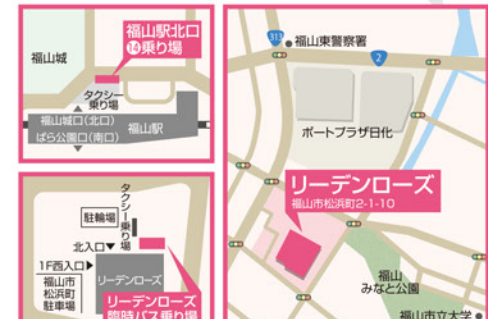 福山駅北口
⑭乗り場
福山城
タクシー
乗り場
福山城口(北口)
ばら公園口(南口)
福山駅
タクシー乗り場
駐輪場
北入口▼
1F西入口▶
福山市
松浜町
駐車場
リーデンローズ
リーデンローズ
臨時バス乗り場
313
福山東警察署
2
ポートプラザ日化
リーデンローズ
福山市松浜町2-1-10
福山
みなと公園
福山市立大学